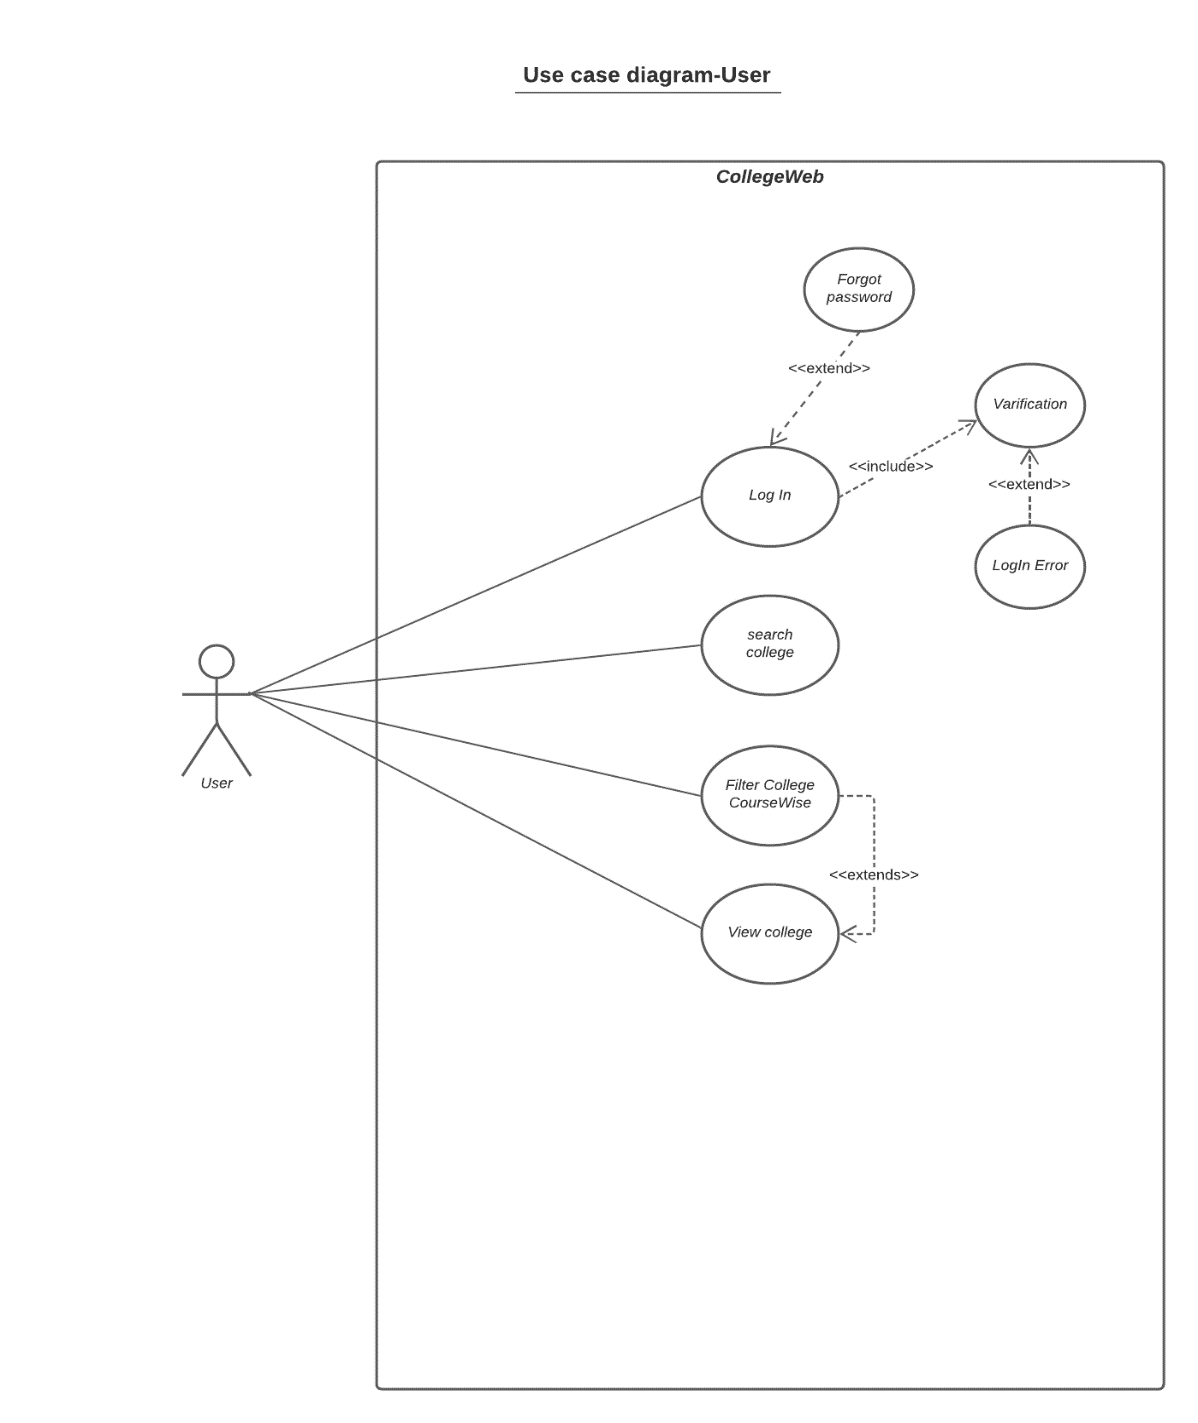 Use case diagram-User
CollegeWeb
Forgot
password
<<extend>>
Varification
<<include>>
<<extend>>
Log In
LogIn Error
search
college
User
Filter College
CourseWise
<<extends>>
View college